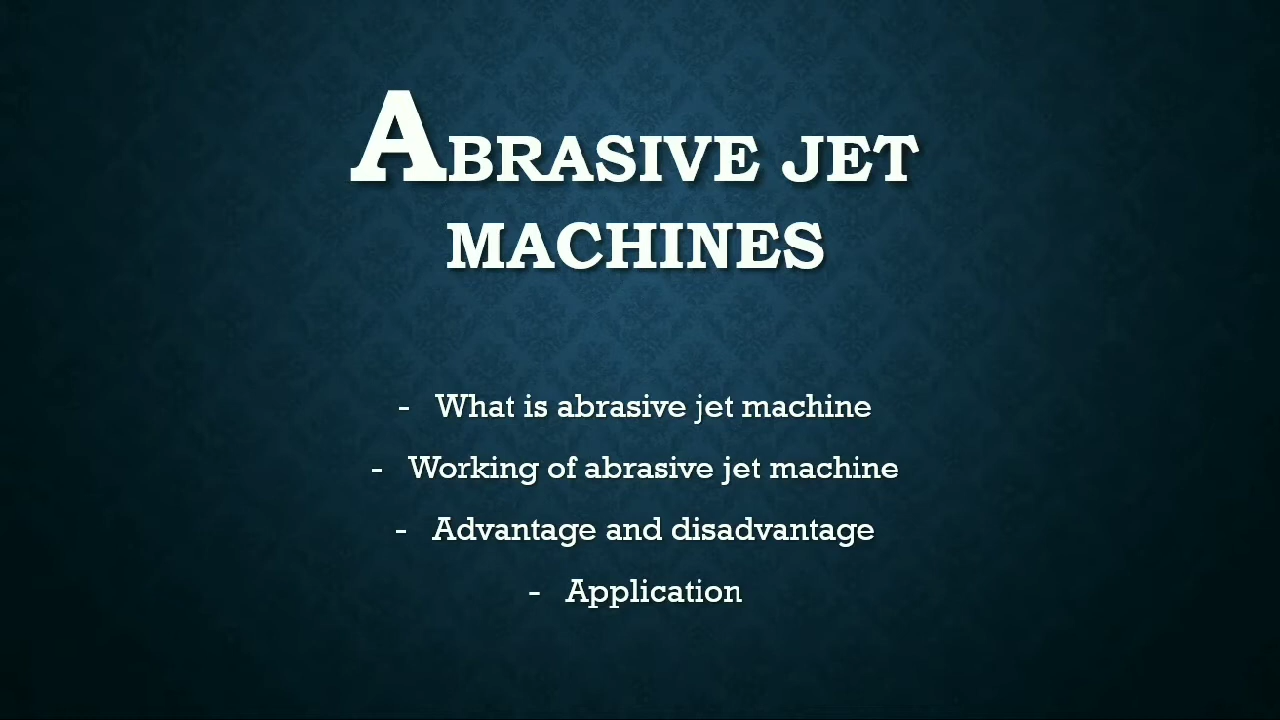 ABRASIVE JET
MACHINES
- What is abrasive jet machine
- Working of abrasive jet machine
- Advantage and disadvantage
- Application